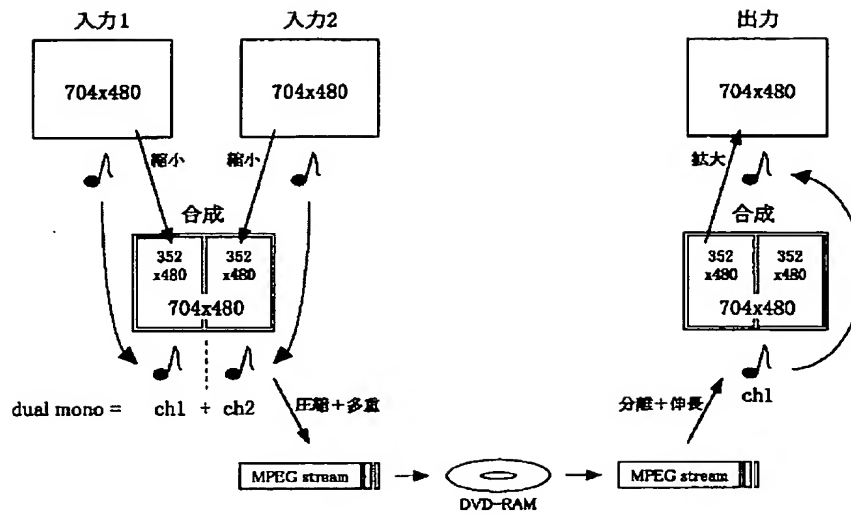 入力1
入力2
出力
704x480
704x480
704x480
縮小
縮小
拡大
合成
合成
352
x480
352
x480
704x480
352
x480
352
x480
704x480
dual mono = ch1 + ch2
圧縮+多重
分離+伸長
ch1
MPEG stream
DVD-RAM
MPEG stream